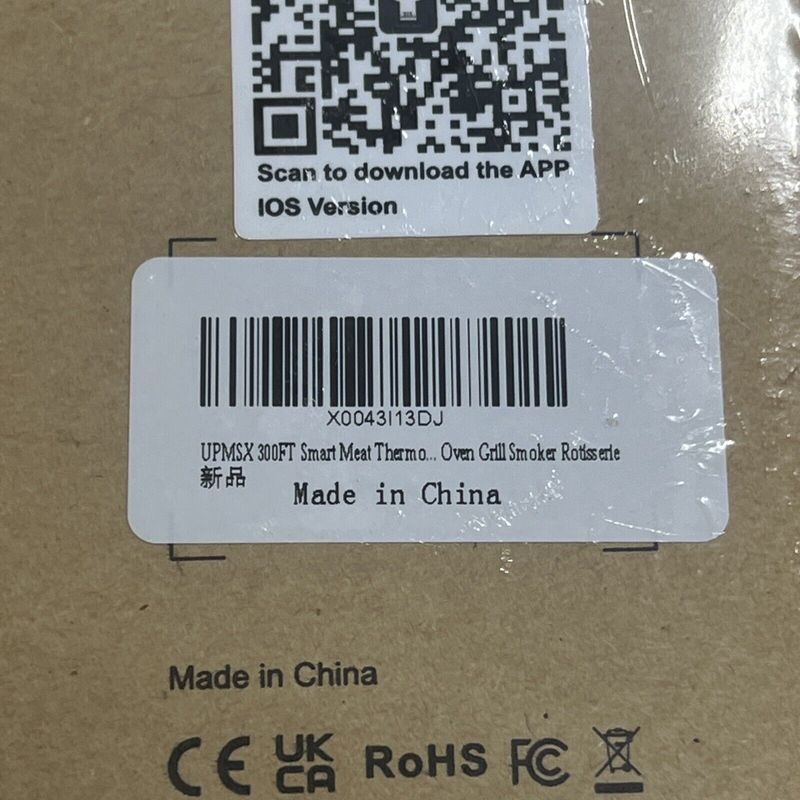 Scan to download the APP
IOS Version
X0043I13DJ
UPMSX 300FT Smart Meat Thermo... Oven Grill Smoker Rotisserie
新品
Made in China
Made in China
CE UK CA RoHS FC